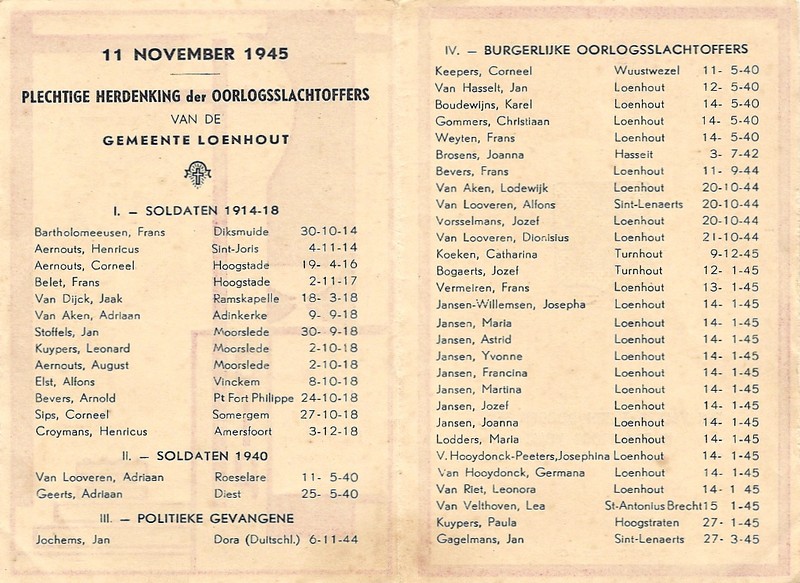 11 NOVEMBER 1945
PLECHTIGE HERDENKING der OORLOGSSLACHTOFFERS
VAN DE
GEMEENTE LOENHOUT
I. — SOLDATEN 1914-18
Bartholomeeusen, Frans Diksmuide 30-10-14
Aernouts, Henricus Sint-Joris 4-11-14
Aernouts, Corneel Hoogstade 19- 4-16
Belet, Frans Hoogstade 2-11-17
Van Dijck, Jaak Ramskapelle 18- 3-18
Van Aken, Adriaan Adinkerke 9- 9-18
Stoffels, Jan Moorslede 30- 9-18
Kuypers, Leonard Moorslede 2-10-18
Aernouts, August Moorslede 2-10-18
Elst, Alfons Vinckem 8-10-18
Bevers, Arnold Pt Fort Philippe 24-10-18
Sips, Corneel Somergem 27-10-18
Croymans, Henricus Amersfoort 3-12-18
II. — SOLDATEN 1940
Van Looveren, Adriaan Roeselare 11- 5-40
Geerts, Adriaan Diest 25- 5-40
III. — POLITIEKE GEVANGENE
Jochems, Jan Dora (Duitschl.) 6-11-44
IV. — BURGERLIJKE OORLOGSSLACHTOFFERS
Keepers, Corneel Wuustwezel 11- 5-40
Van Hasselt, Jan Loenhout 12- 5-40
Boudewijns, Karel Loenhout 14- 5-40
Gommers, Christiaan Loenhout 14- 5-40
Weyten, Frans Loenhout 14- 5-40
Brosens, Joanna Hasseit 3- 7-42
Bevers, Frans Loenhout 11- 9-44
Van Aken, Lodewijk Loenhout 20-10-44
Van Looveren, Alfons Sint-Lenaerts 20-10-44
Vorsselmans, Jozef Loenhout 20-10-44
Van Looveren, Dionisius Loenhout 21-10-44
Koeken, Catharina Turnhout 9-12-45
Bogaerts, Jozef Turnhout 12- 1-45
Vermeiren, Frans Loenhout 13- 1-45
Jansen-Willemsen, Josepha Loenhout 14- 1-45
Jansen, Maria Loenhout 14- 1-45
Jansen, Astrid Loenhout 14- 1-45
Jansen, Yvonne Loenhout 14- 1-45
Jansen, Francina Loenhout 14- 1-45
Jansen, Martina Loenhout 14- 1-45
Jansen, Jozef Loenhout 14- 1-45
Jansen, Joanna Loenhout 14- 1-45
Lodders, Maria Loenhout 14- 1-45
V. Hooydonck-Peeters, Josephina Loenhout 14- 1-45
Van Hooydonck, Germana Loenhout 14- 1-45
Van Riet, Leonora Loenhout 14- 1 45
Van Velthoven, Lea St-Antonius Brecht 15 1-45
Kuypers, Paula Hoogstraten 27- 1-45
Gagelmans, Jan Sint-Lenaerts 27- 3-45